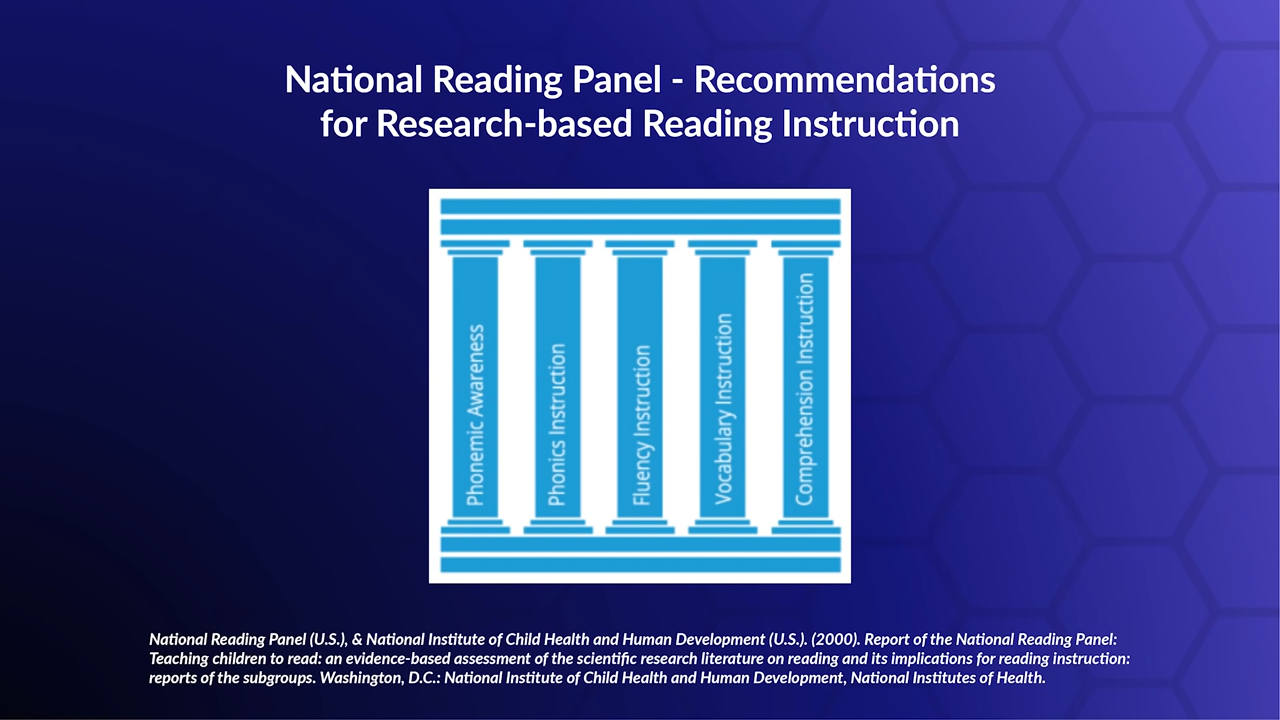 National Reading Panel - Recommendations
for Research-based Reading Instruction
Phonemic Awareness
Phonics Instruction
Fluency Instruction
Vocabulary Instruction
Comprehension Instruction
National Reading Panel (U.S.), & National Institute of Child Health and Human Development (U.S.). (2000). Report of the National Reading Panel:
Teaching children to read: an evidence-based assessment of the scientific research literature on reading and its implications for reading instruction:
reports of the subgroups. Washington, D.C.: National Institute of Child Health and Human Development, National Institutes of Health.